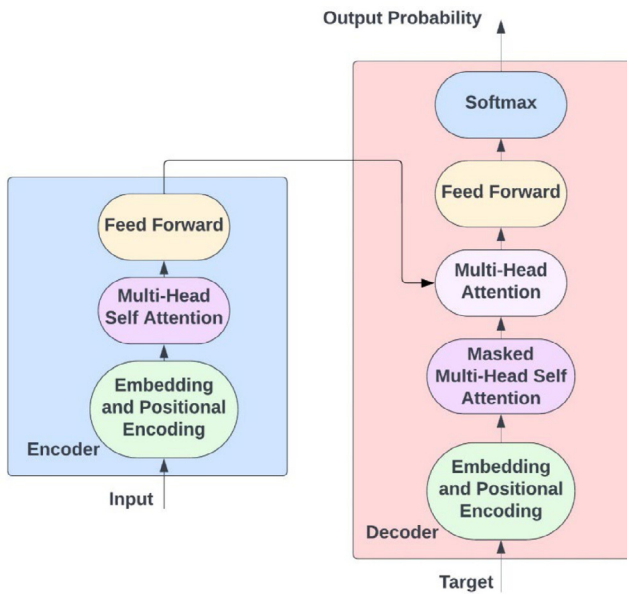 Output Probability
Softmax
Feed Forward
Multi-Head
Attention
Masked
Multi-Head Self
Attention
Embedding
and Positional
Encoding
Decoder
Target
Feed Forward
Multi-Head
Self Attention
Embedding
and Positional
Encoding
Encoder
Input